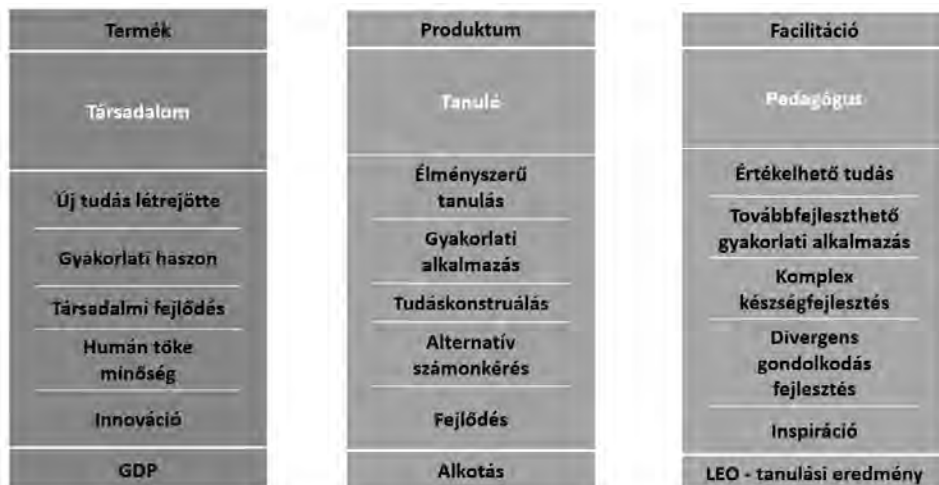 Termék
Társadalom
Új tudás létrejötte
Gyakorlati haszon
Társadalmi fejlődés
Humán tőke
minőség
Innováció
GDP
Produktum
Tanuló
Élményszerű
tanulás
Gyakorlati
alkalmazás
Tudáskonstruálás
Alternatív
számonkérés
Fejlődés
Alkotás
Facilitáció
Pedagógus
Értékelhető tudás
Továbbfejleszthető
gyakorlati alkalmazás
Komplex
készségfejlesztés
Divergens
gondolkodás
fejlesztés
Inspiráció
LEO - tanulási eredmény